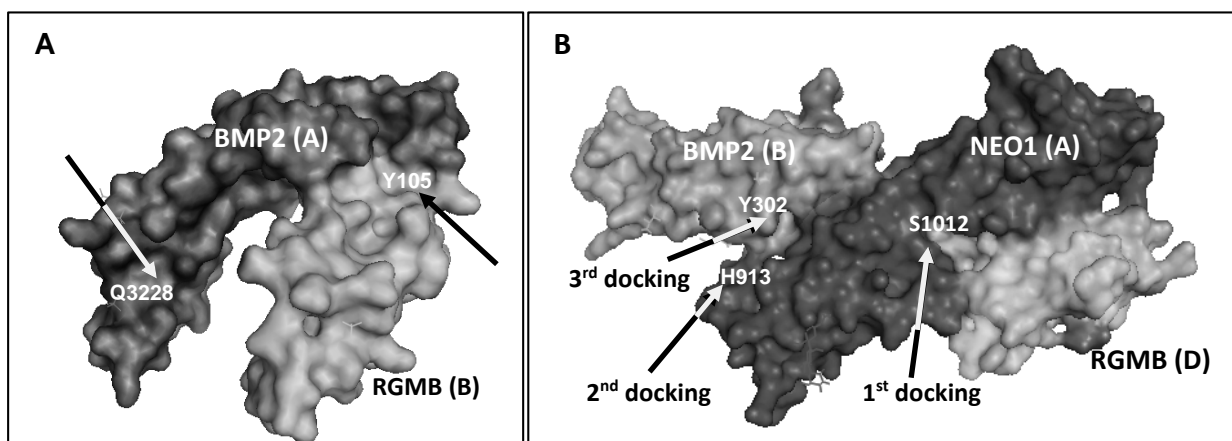 A
BMP2 (A)
Y105
Q3228
RGMB (B)
B
NEO1 (A)
BMP2 (B)
Y302
S1012
3rd docking
H913
RGMB (D)
2nd docking
1st docking